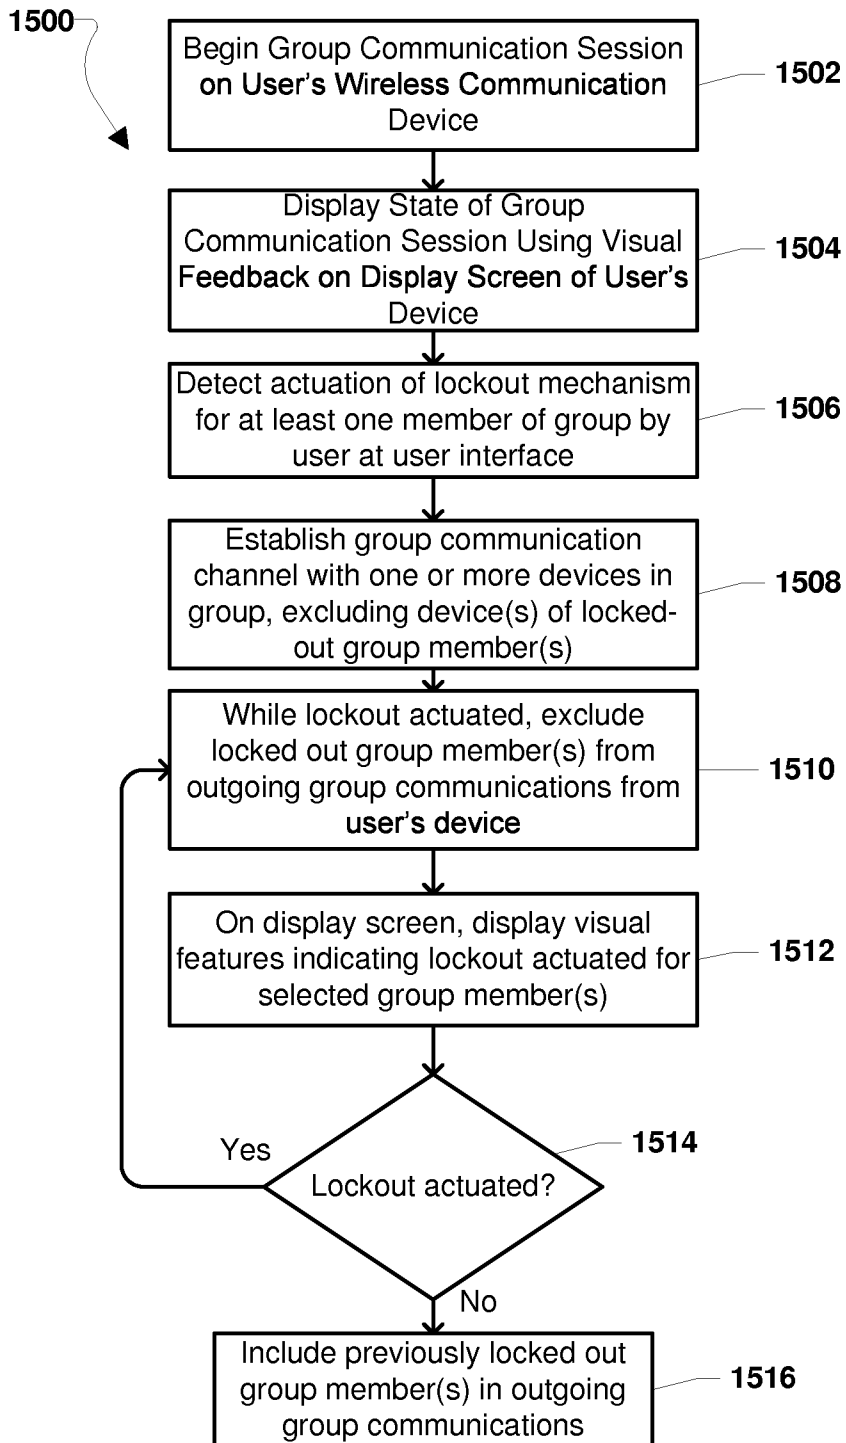 1500
Begin Group Communication Session
on User's Wireless Communication
Device
1502
Display State of Group
Communication Session Using Visual
Feedback on Display Screen of User's
Device
1504
Detect actuation of lockout mechanism
for at least one member of group by
user at user interface
1506
Establish group communication
channel with one or more devices in
group, excluding device(s) of locked-
out group member(s)
1508
While lockout actuated, exclude
locked out group member(s) from
outgoing group communications from
user's device
1510
On display screen, display visual
features indicating lockout actuated for
selected group member(s)
1512
Lockout actuated?
1514
Yes
No
Include previously locked out
group member(s) in outgoing
group communications
1516